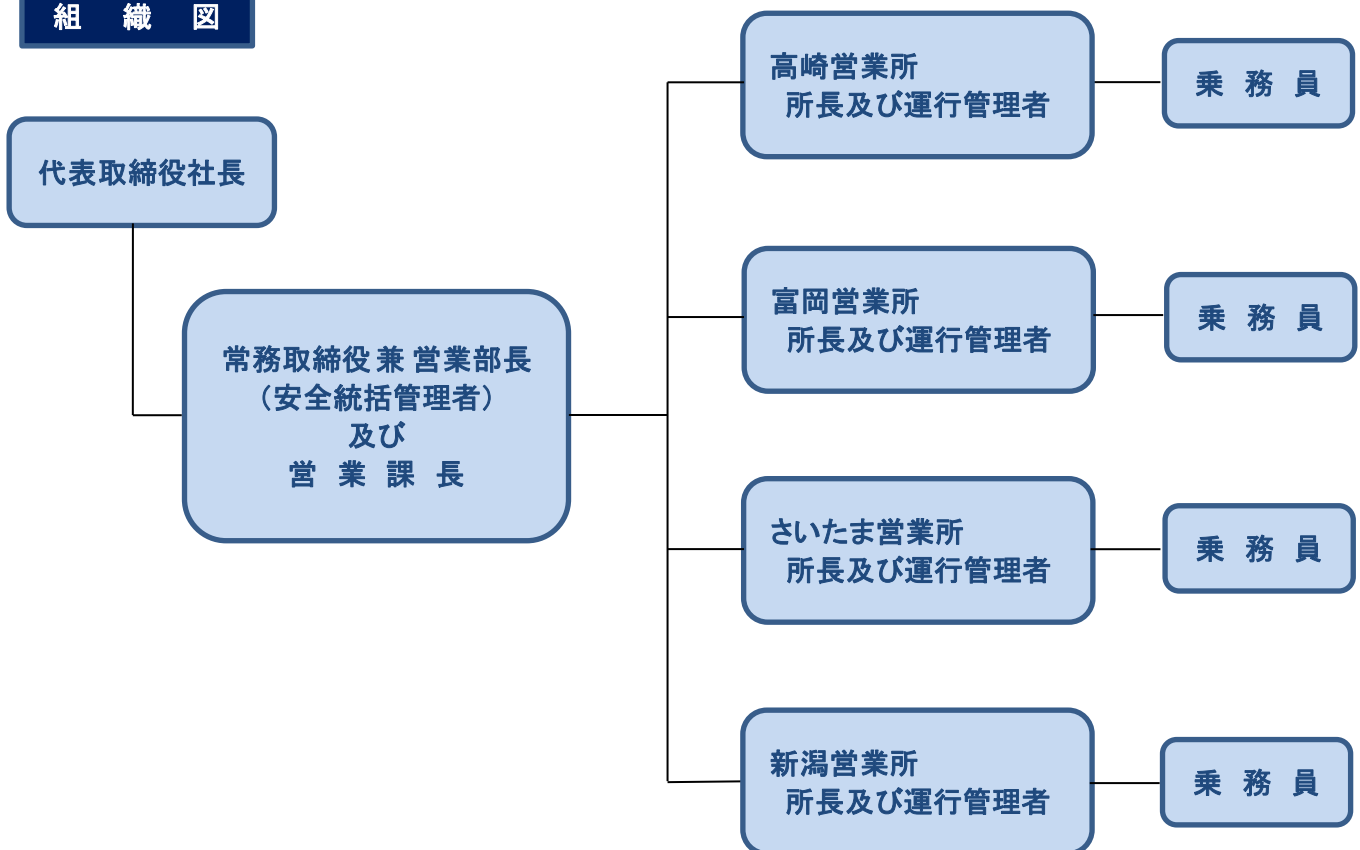 組 織 図
代表取締役社長
常務取締役 兼 営業部長
（安全統括管理者）
及び
営 業 課 長
高崎営業所
所長及び運行管理者
乗 務 員
富岡営業所
所長及び運行管理者
乗 務 員
さいたま営業所
所長及び運行管理者
乗 務 員
新潟営業所
所長及び運行管理者
乗 務 員